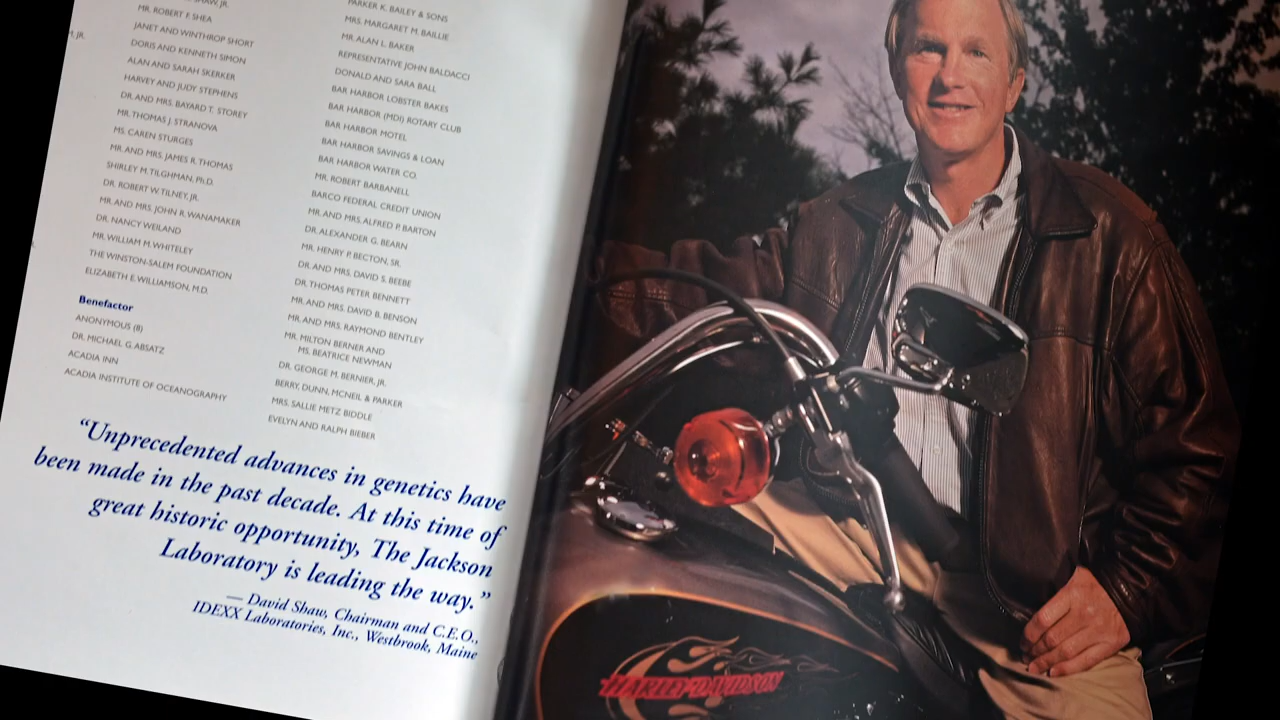 SHAW, JR.
MR. ROBERT F. SHEA
JANET AND WINTHROP SHORT
DORIS AND KENNETH SIMON
ALAN AND SARAH SKERKER
HARVEY AND JUDY STEPHENS
DR. AND MRS. BAYARD T. STOREY
MR. THOMAS J. STRANOVA
MS. CAREN STURGES
MR. AND MRS. JAMES R. THOMAS
SHIRLEY M. TILGHMAN, Ph.D.
DR. ROBERT W. TILNEY, JR.
MR. AND MRS. JOHN R. WANAMAKER
DR. NANCY WEILAND
MR. WILLIAM M. WHITELEY
THE WINSTON-SALEM FOUNDATION
ELIZABETH E. WILLIAMSON, M.D.
Benefactor
ANONYMOUS (8)
DR. MICHAEL G. ABSATZ
ACADIA INN
ACADIA INSTITUTE OF OCEANOGRAPHY
PARKER K. BAILEY & SONS
MRS. MARGARET M. BAILLIE
MR. ALAN L. BAKER
REPRESENTATIVE JOHN BALDACCI
DONALD AND SARA BALL
BAR HARBOR LOBSTER BAKES
BAR HARBOR (MDI) ROTARY CLUB
BAR HARBOR MOTEL
BAR HARBOR SAVINGS & LOAN
BAR HARBOR WATER CO.
MR. ROBERT BARBANELL
BARCO FEDERAL CREDIT UNION
MR. AND MRS. ALFRED P. BARTON
DR. ALEXANDER G. BEARN
MR. HENRY P. BECTON, SR.
DR. AND MRS. DAVID S. BEEBE
DR. THOMAS PETER BENNETT
MR. AND MRS. DAVID B. BENSON
MR. AND MRS. RAYMOND BENTLEY
MR. MILTON BERNER AND
MS. BEATRICE NEWMAN
DR. GEORGE M. BERNIER, JR.
BERRY, DUNN, MCNEIL & PARKER
MRS. SALLIE METZ BIDDLE
EVELYN AND RALPH BIEBER
"Unprecedented advances in genetics have
been made in the past decade. At this time of
great historic opportunity, The Jackson
Laboratory is leading the way."
— David Shaw, Chairman and C.E.O.,
IDEXX Laboratories, Inc., Westbrook, Maine
HARLEY-DAVIDSON